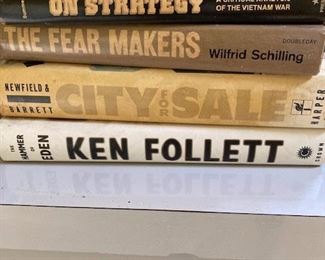 ON STRATEGY
OF THE VIETNAM WAR
THE FEAR MAKERS
Wilfrid Schilling
DOUBLEDAY
NEWFIELD &
BARRETT
CITY FOR SALE
HARPER
THE
HAMMER
OF
EDEN
KEN FOLLETT
CROWN